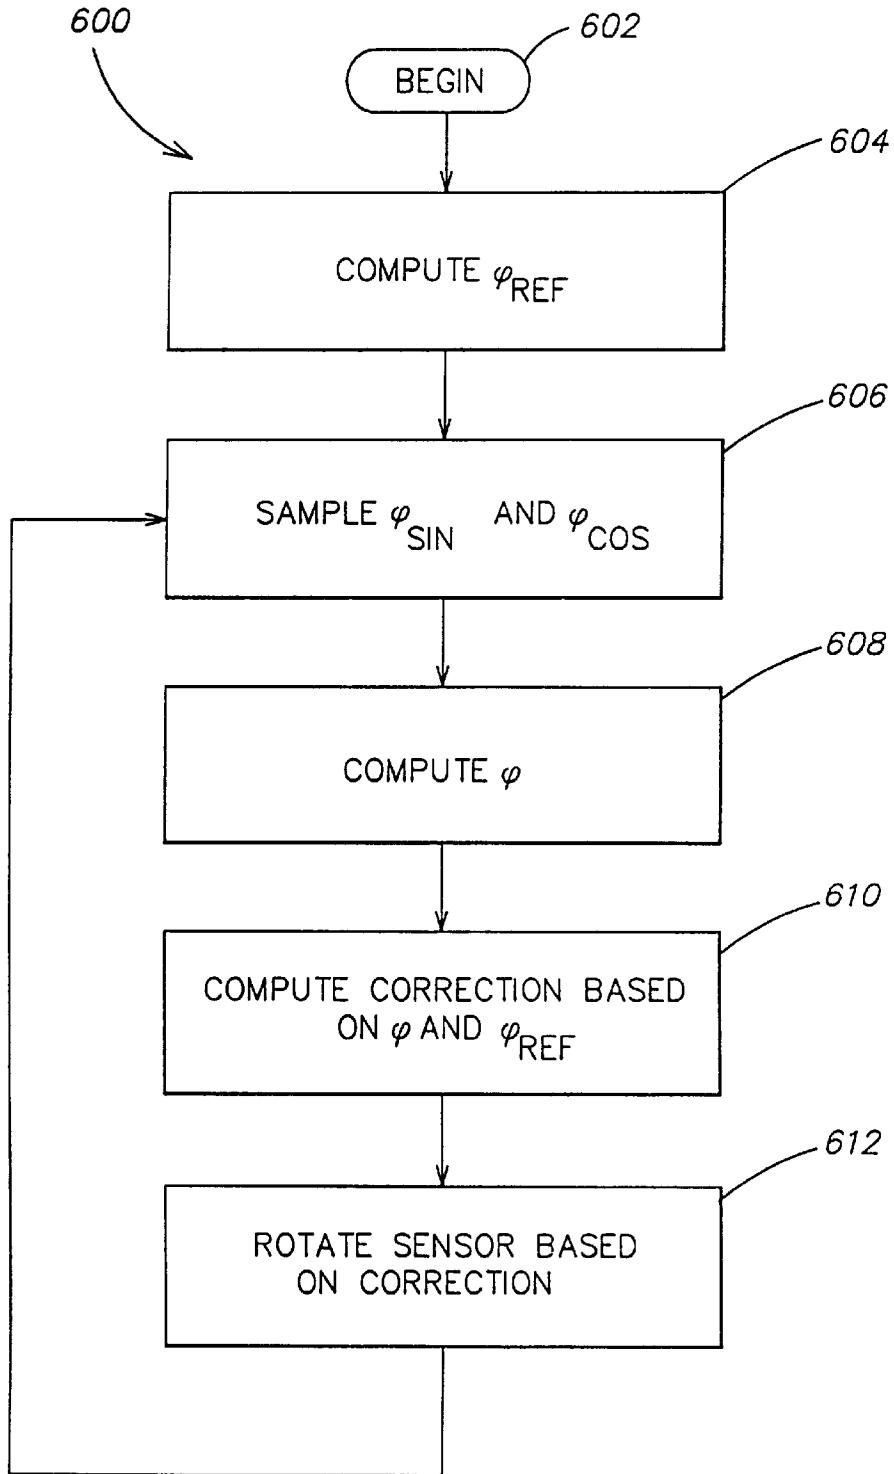 600
602
BEGIN
604
COMPUTE φREF
606
SAMPLE φSIN AND φCOS
608
COMPUTE φ
610
COMPUTE CORRECTION BASED
ON φ AND φREF
612
ROTATE SENSOR BASED
ON CORRECTION